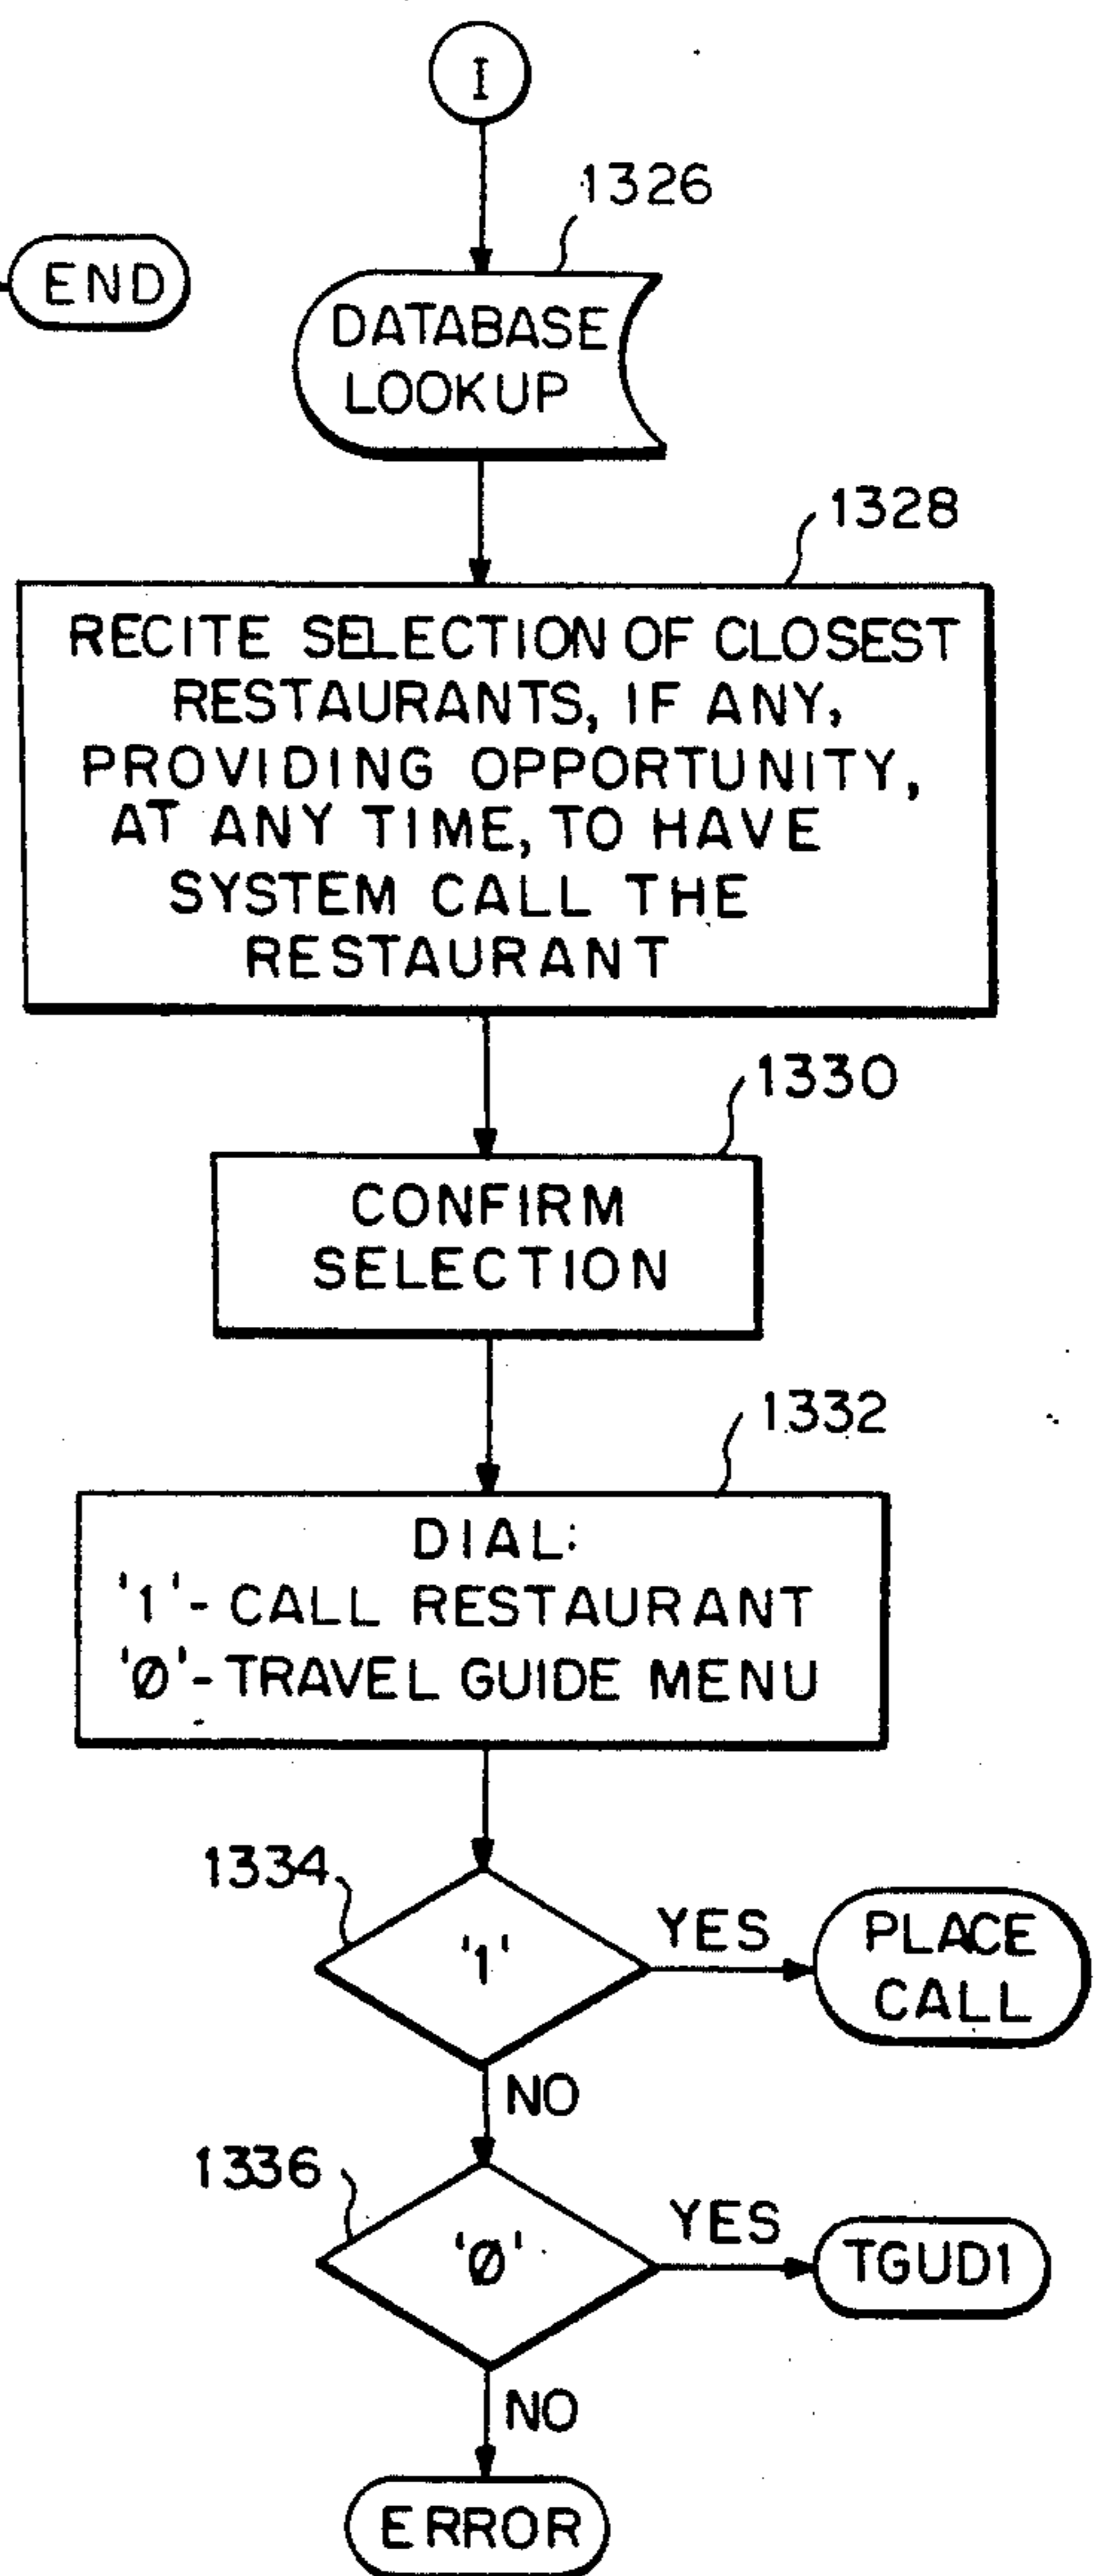 I
1326
END
DATABASE
LOOKUP
1328
RECITE SELECTION OF CLOSEST
RESTAURANTS, IF ANY,
PROVIDING OPPORTUNITY,
AT ANY TIME, TO HAVE
SYSTEM CALL THE
RESTAURANT
1330
CONFIRM
SELECTION
1332
DIAL:
'1'- CALL RESTAURANT
'Ø'- TRAVEL GUIDE MENU
1334
'1'
YES
PLACE
CALL
NO
1336
'Ø'
YES
TGUD1
NO
ERROR